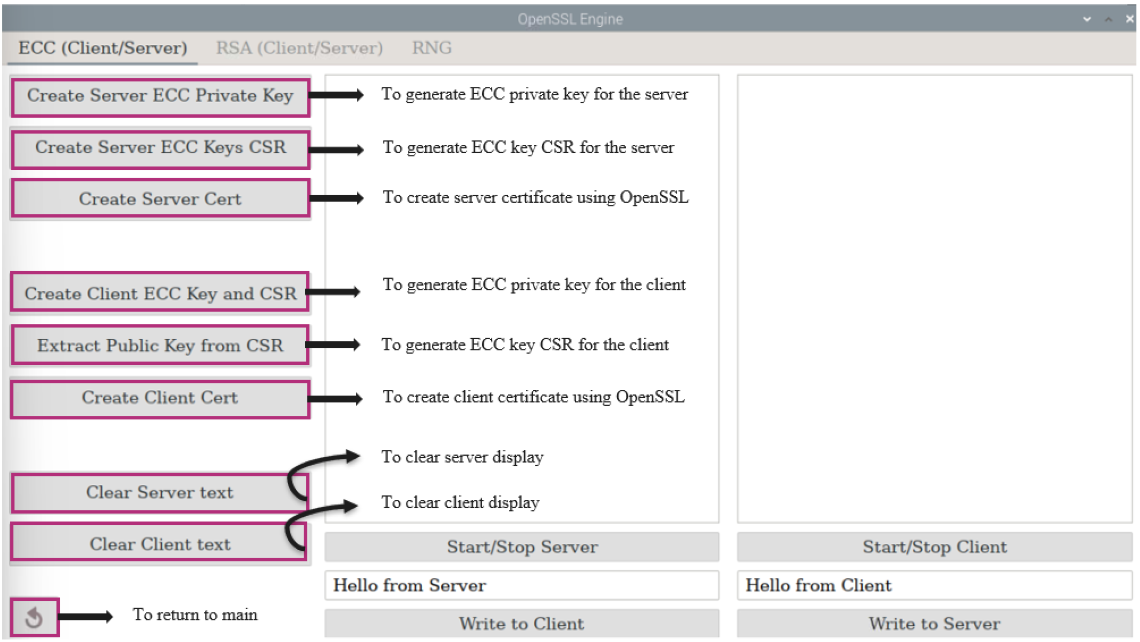 OpenSSL Engine
ECC (Client/Server) RSA (Client/Server) RNG
Create Server ECC Private Key To generate ECC private key for the server
Create Server ECC Keys CSR To generate ECC key CSR for the server
Create Server Cert To create server certificate using OpenSSL
Create Client ECC Key and CSR To generate ECC private key for the client
Extract Public Key from CSR To generate ECC key CSR for the client
Create Client Cert To create client certificate using OpenSSL
To clear server display
Clear Server text
To clear client display
Clear Client text
Start/Stop Server Start/Stop Client
Hello from Server Hello from Client
To return to main
Write to Client Write to Server